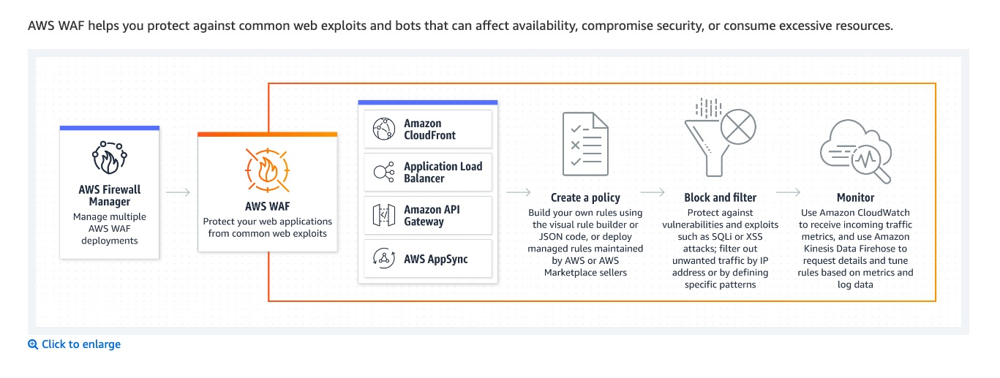 AWS WAF helps you protect against common web exploits and bots that can affect availability, compromise security, or consume excessive resources.
AWS Firewall
Manager
Manage multiple
AWS WAF
deployments
AWS WAF
Protect your web applications
from common web exploits
Amazon
CloudFront
Application Load
Balancer
Amazon API
Gateway
AWS AppSync
Create a policy
Build your own rules using
the visual rule builder or
JSON code, or deploy
managed rules maintained
by AWS or AWS
Marketplace sellers
Block and filter
Protect against
vulnerabilities and exploits
such as SQLi or XSS
attacks; filter out
unwanted traffic by IP
address or by defining
specific patterns
Monitor
Use Amazon CloudWatch
to receive incoming traffic
metrics, and use Amazon
Kinesis Data Firehose to
request details and tune
rules based on metrics and
log data
Click to enlarge